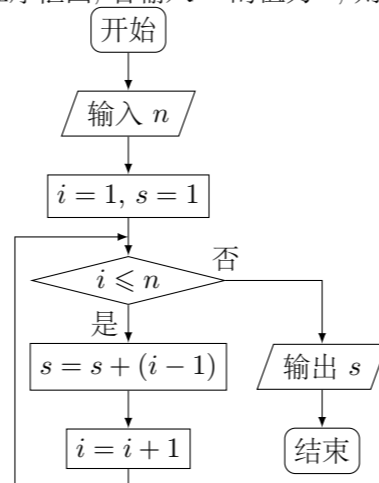 开始
输入 n
i = 1, s = 1
i ⩽ n
否
是
s = s + (i − 1)
输出 s
i = i + 1
结束